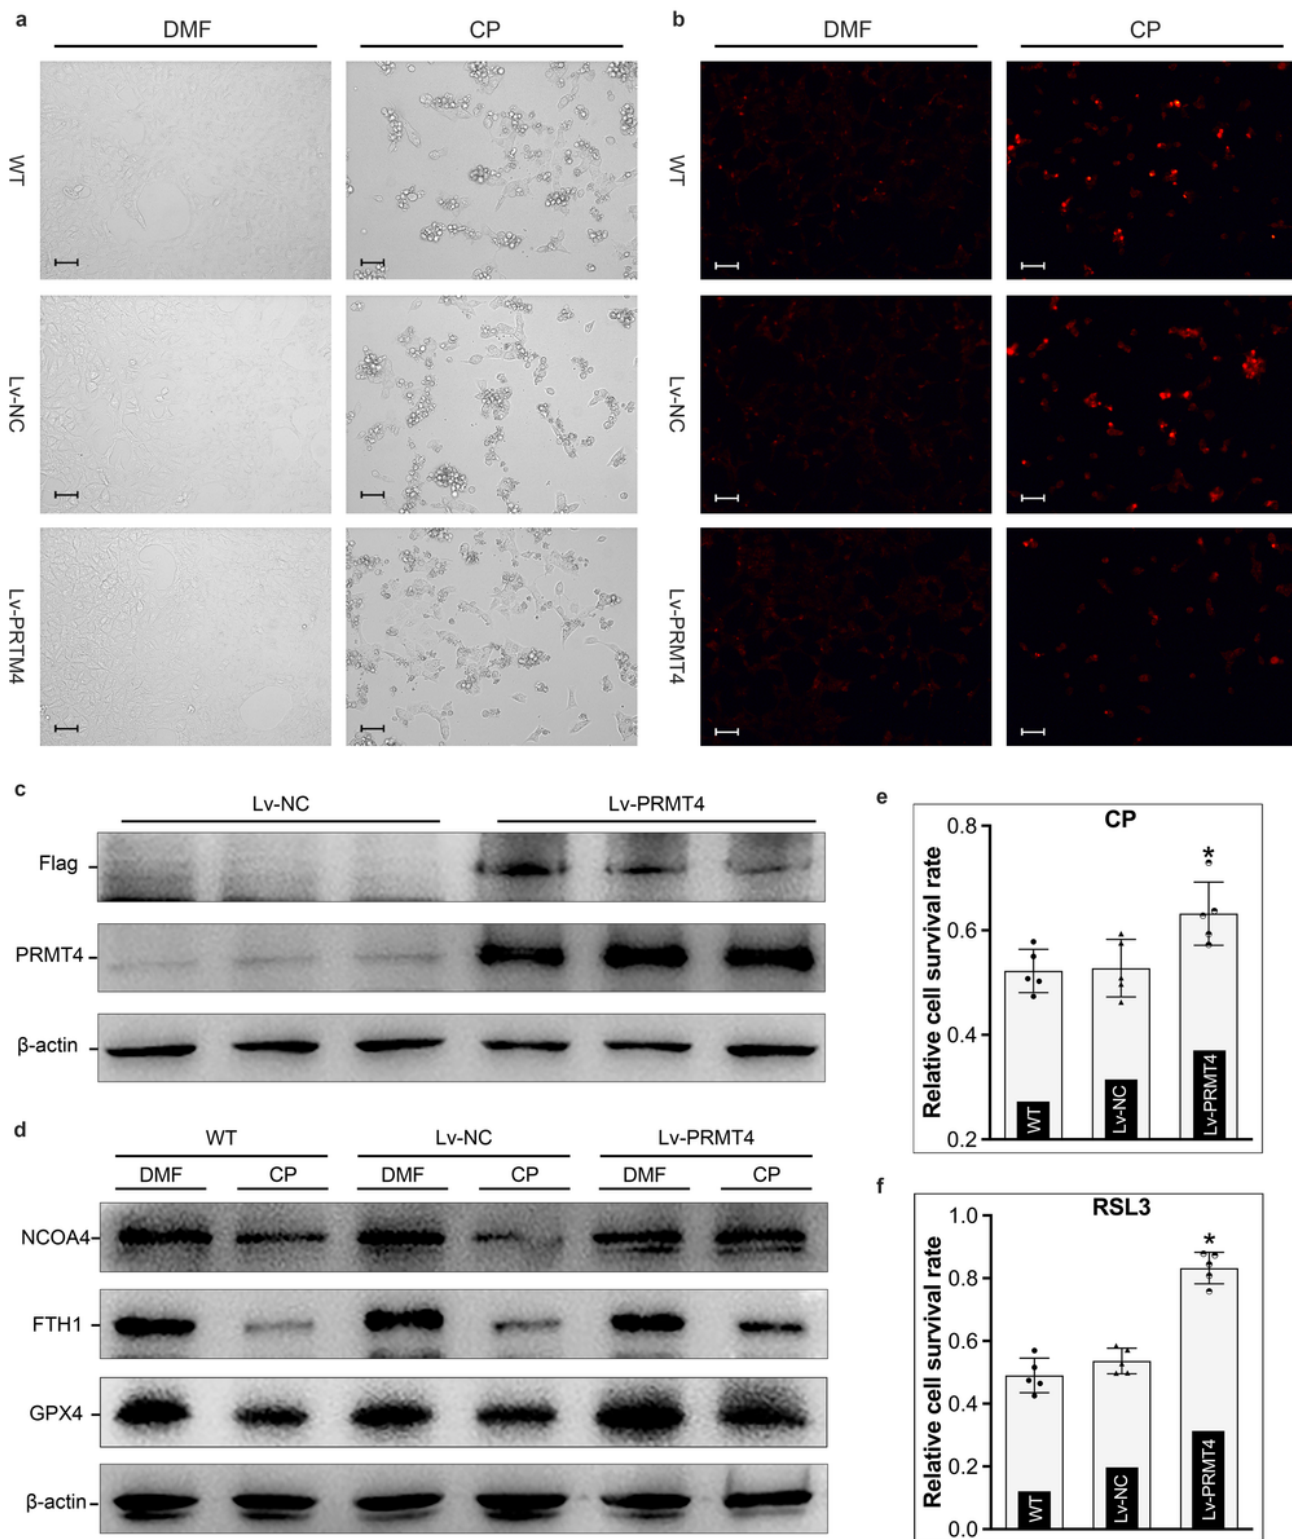 a
DMF
CP
WT
Lv-NC
Lv-PRTM4
b
DMF
CP
WT
Lv-NC
Lv-PRMT4
c
Lv-NC
Lv-PRMT4
Flag
PRMT4
β-actin
d
WT
Lv-NC
Lv-PRMT4
DMF
CP
DMF
CP
DMF
CP
NCOA4
FTH1
GPX4
β-actin
e
CP
Relative cell survival rate
0.8
0.6
0.4
0.2
*
WT
Lv-NC
Lv-PRMT4
f
RSL3
Relative cell survival rate
1.0
0.8
0.6
0.4
0.2
0.0
*
WT
Lv-NC
Lv-PRMT4